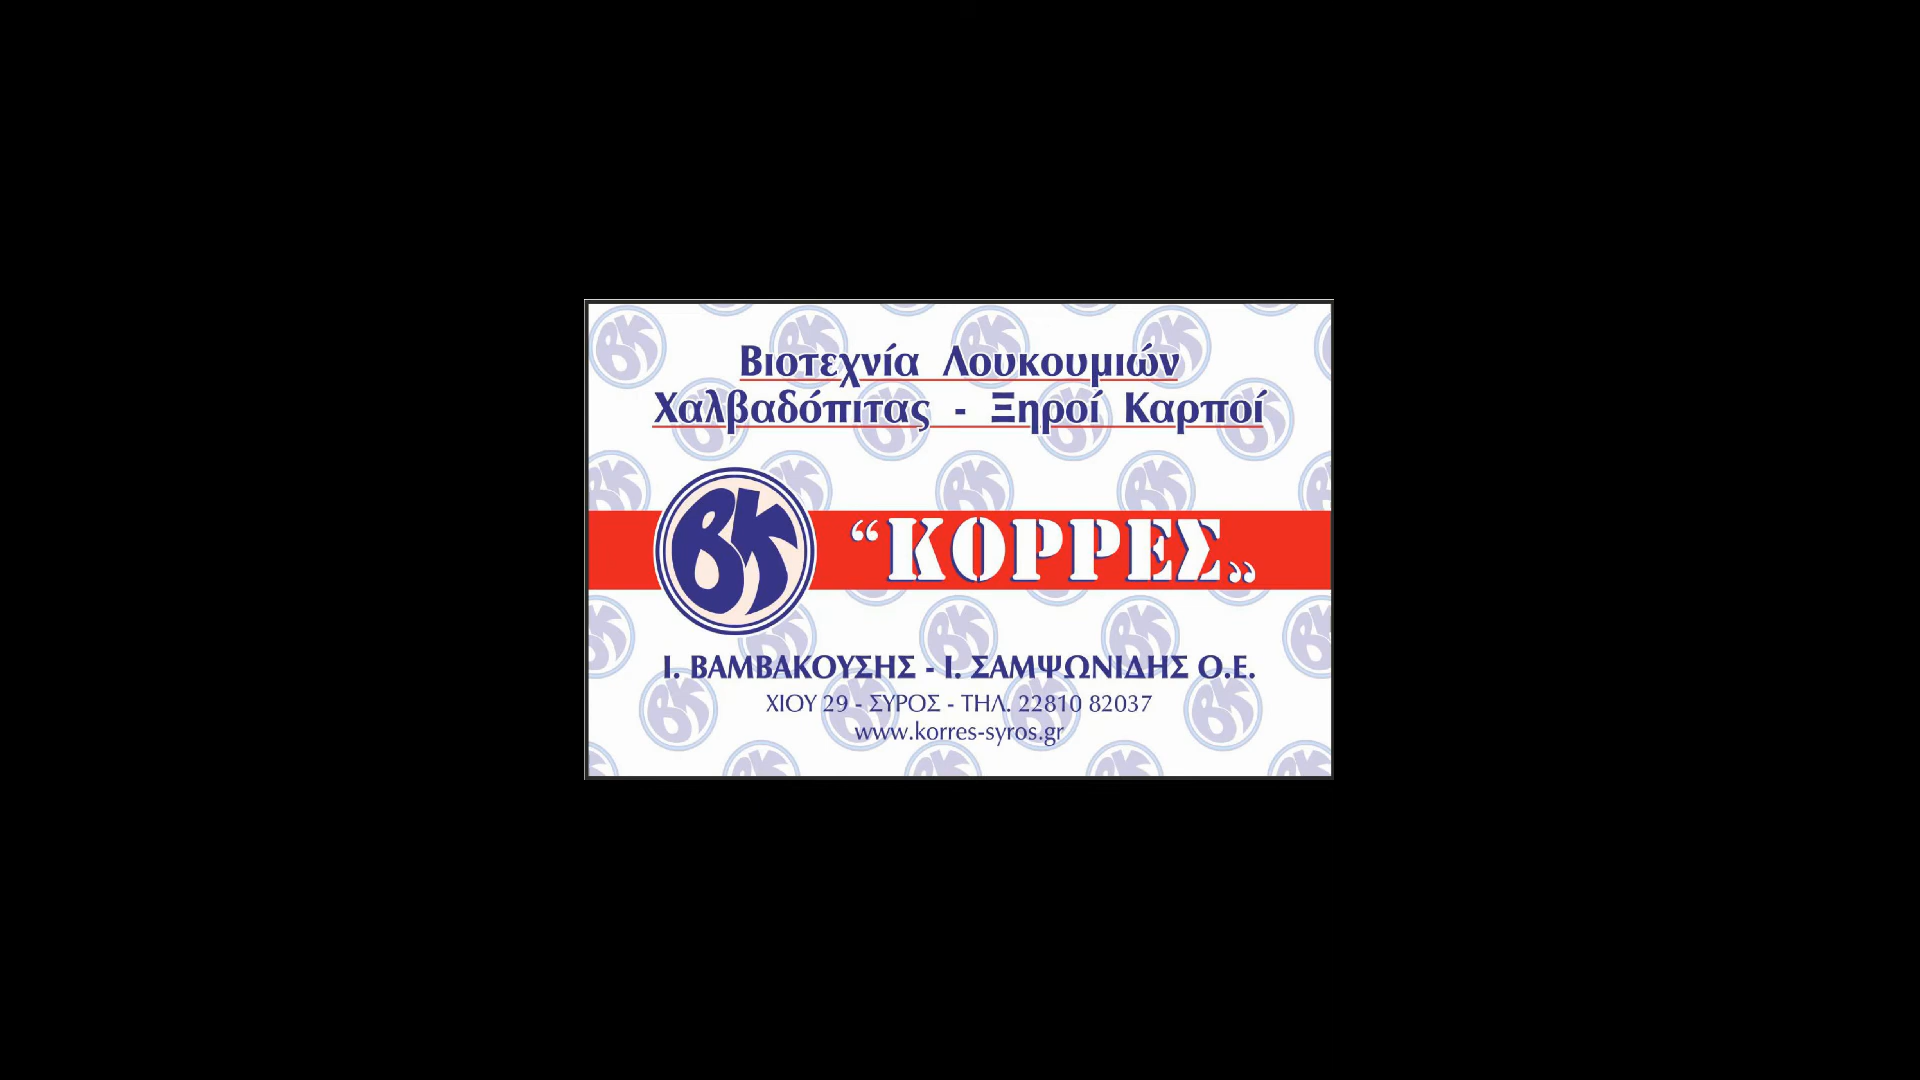 Βιοτεχνία Λουκουμιών
Χαλβαδόπιτας - Ξηροί Καρποί
ΒΚ
“ΚΟΡΡΕΣ„
Ι. ΒΑΜΒΑΚΟΥΣΗΣ - Ι. ΣΑΜΨΩΝΙΔΗΣ Ο.Ε.
ΧΙΟΥ 29 - ΣΥΡΟΣ - ΤΗΛ. 22810 82037
www.korres-syros.gr